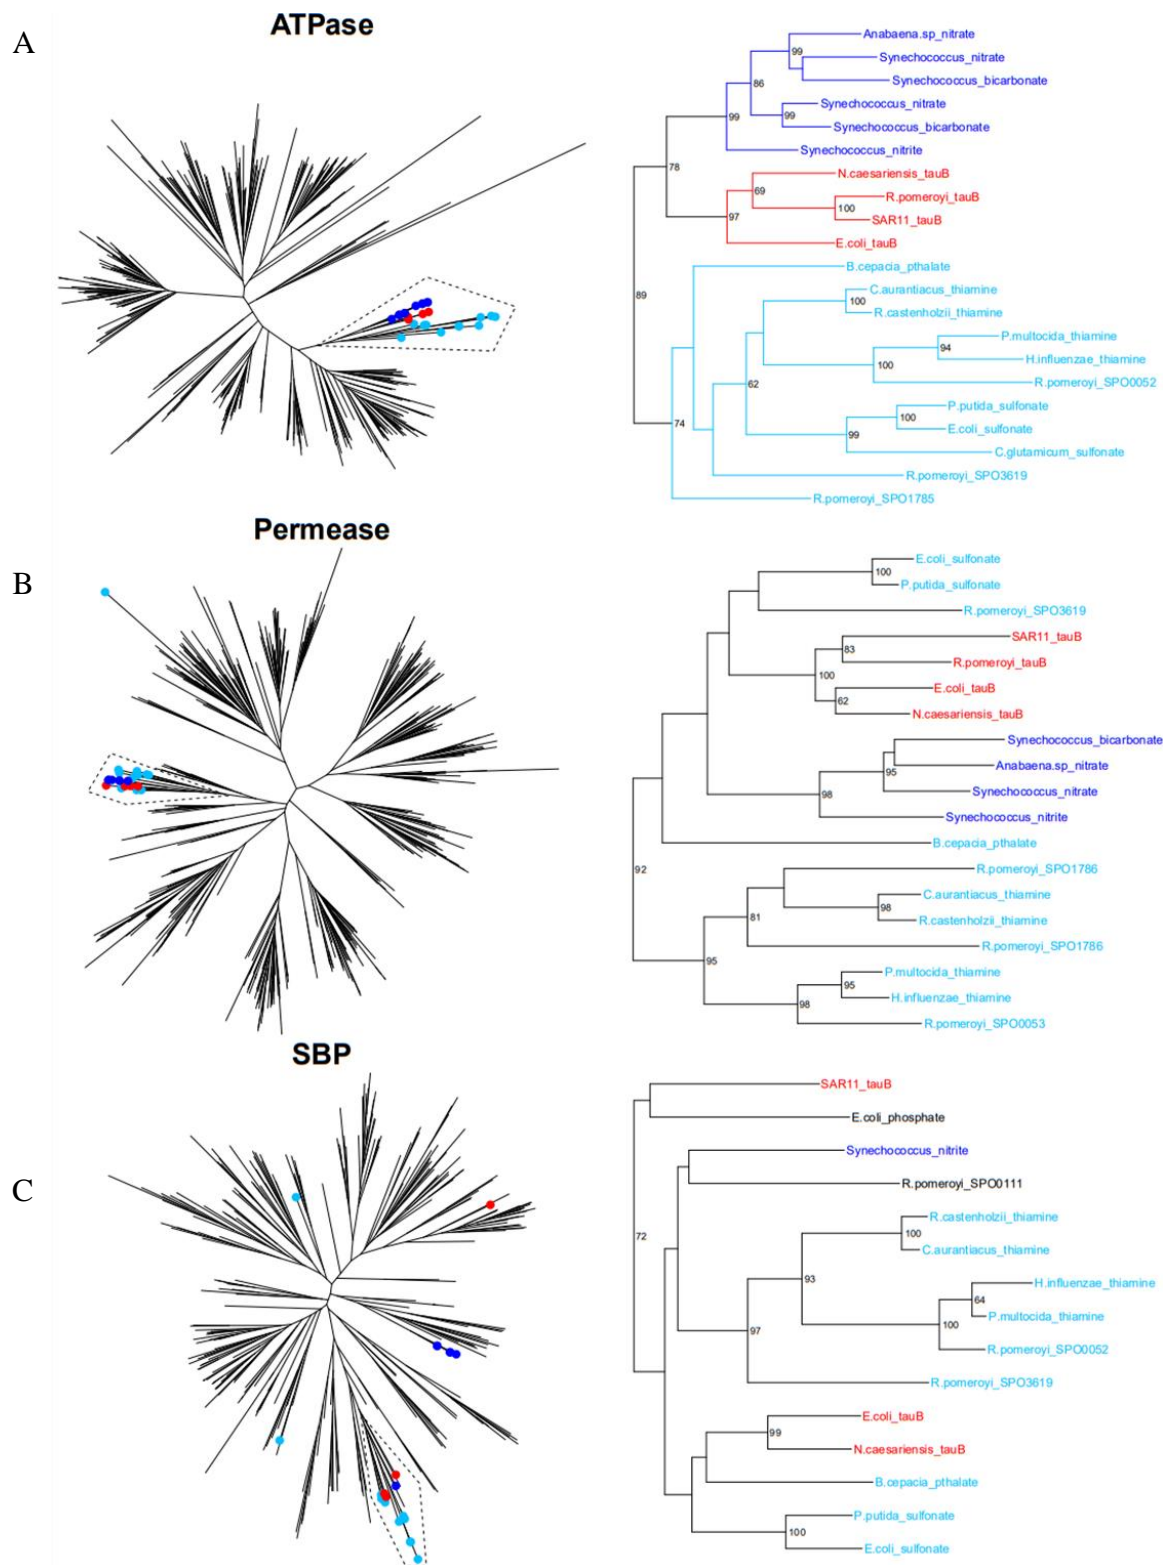 A
ATPase
Anabaena.sp_nitrate
99
Synechococcus_nitrate
Synechococcus_bicarbonate
86
Synechococcus_nitrate
99
99
Synechococcus_bicarbonate
Synechococcus_nitrite
78
N.caesariensis_tauB
69
R.pomeroyi_tauB
100
97
SAR11_tauB
E.coli_tauB
B.cepacia_pthalate
89
C.aurantiacus_thiamine
100
R.castenholzii_thiamine
P.multocida_thiamine
94
H.influenzae_thiamine
100
62
R.pomeroyi_SPO0052
P.putida_sulfonate
100
74
E.coli_sulfonate
99
C.glutamicum_sulfonate
R.pomeroyi_SPO3619
R.pomeroyi_SPO1785
B
Permease
E.coli_sulfonate
100
P.putida_sulfonate
R.pomeroyi_SPO3619
SAR11_tauB
83
R.pomeroyi_tauB
100
E.coli_tauB
62
N.caesariensis_tauB
Synechococcus_bicarbonate
Anabaena.sp_nitrate
95
Synechococcus_nitrate
98
Synechococcus_nitrite
B.cepacia_pthalate
92
R.pomeroyi_SPO1786
C.aurantiacus_thiamine
98
81
R.castenholzii_thiamine
R.pomeroyi_SPO1786
95
P.multocida_thiamine
95
H.influenzae_thiamine
98
R.pomeroyi_SPO0053
C
SBP
SAR11_tauB
E.coli_phosphate
Synechococcus_nitrite
R.pomeroyi_SPO0111
R.castenholzii_thiamine
72
100
C.aurantiacus_thiamine
93
H.influenzae_thiamine
64
P.multocida_thiamine
97
100
R.pomeroyi_SPO0052
R.pomeroyi_SPO3619
E.coli_tauB
99
N.caesariensis_tauB
B.cepacia_pthalate
P.putida_sulfonate
100
E.coli_sulfonate